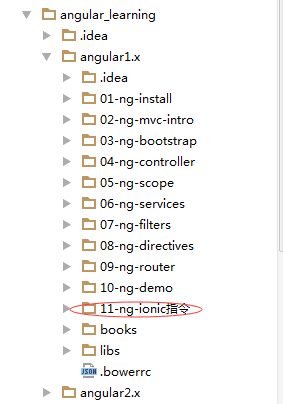 angular_learning
.idea
angular1.x
.idea
01-ng-install
02-ng-mvc-intro
03-ng-bootstrap
04-ng-controller
05-ng-scope
06-ng-services
07-ng-filters
08-ng-directives
09-ng-router
10-ng-demo
11-ng-ionic指令
books
libs
JSON .bowerrc
angular2.x